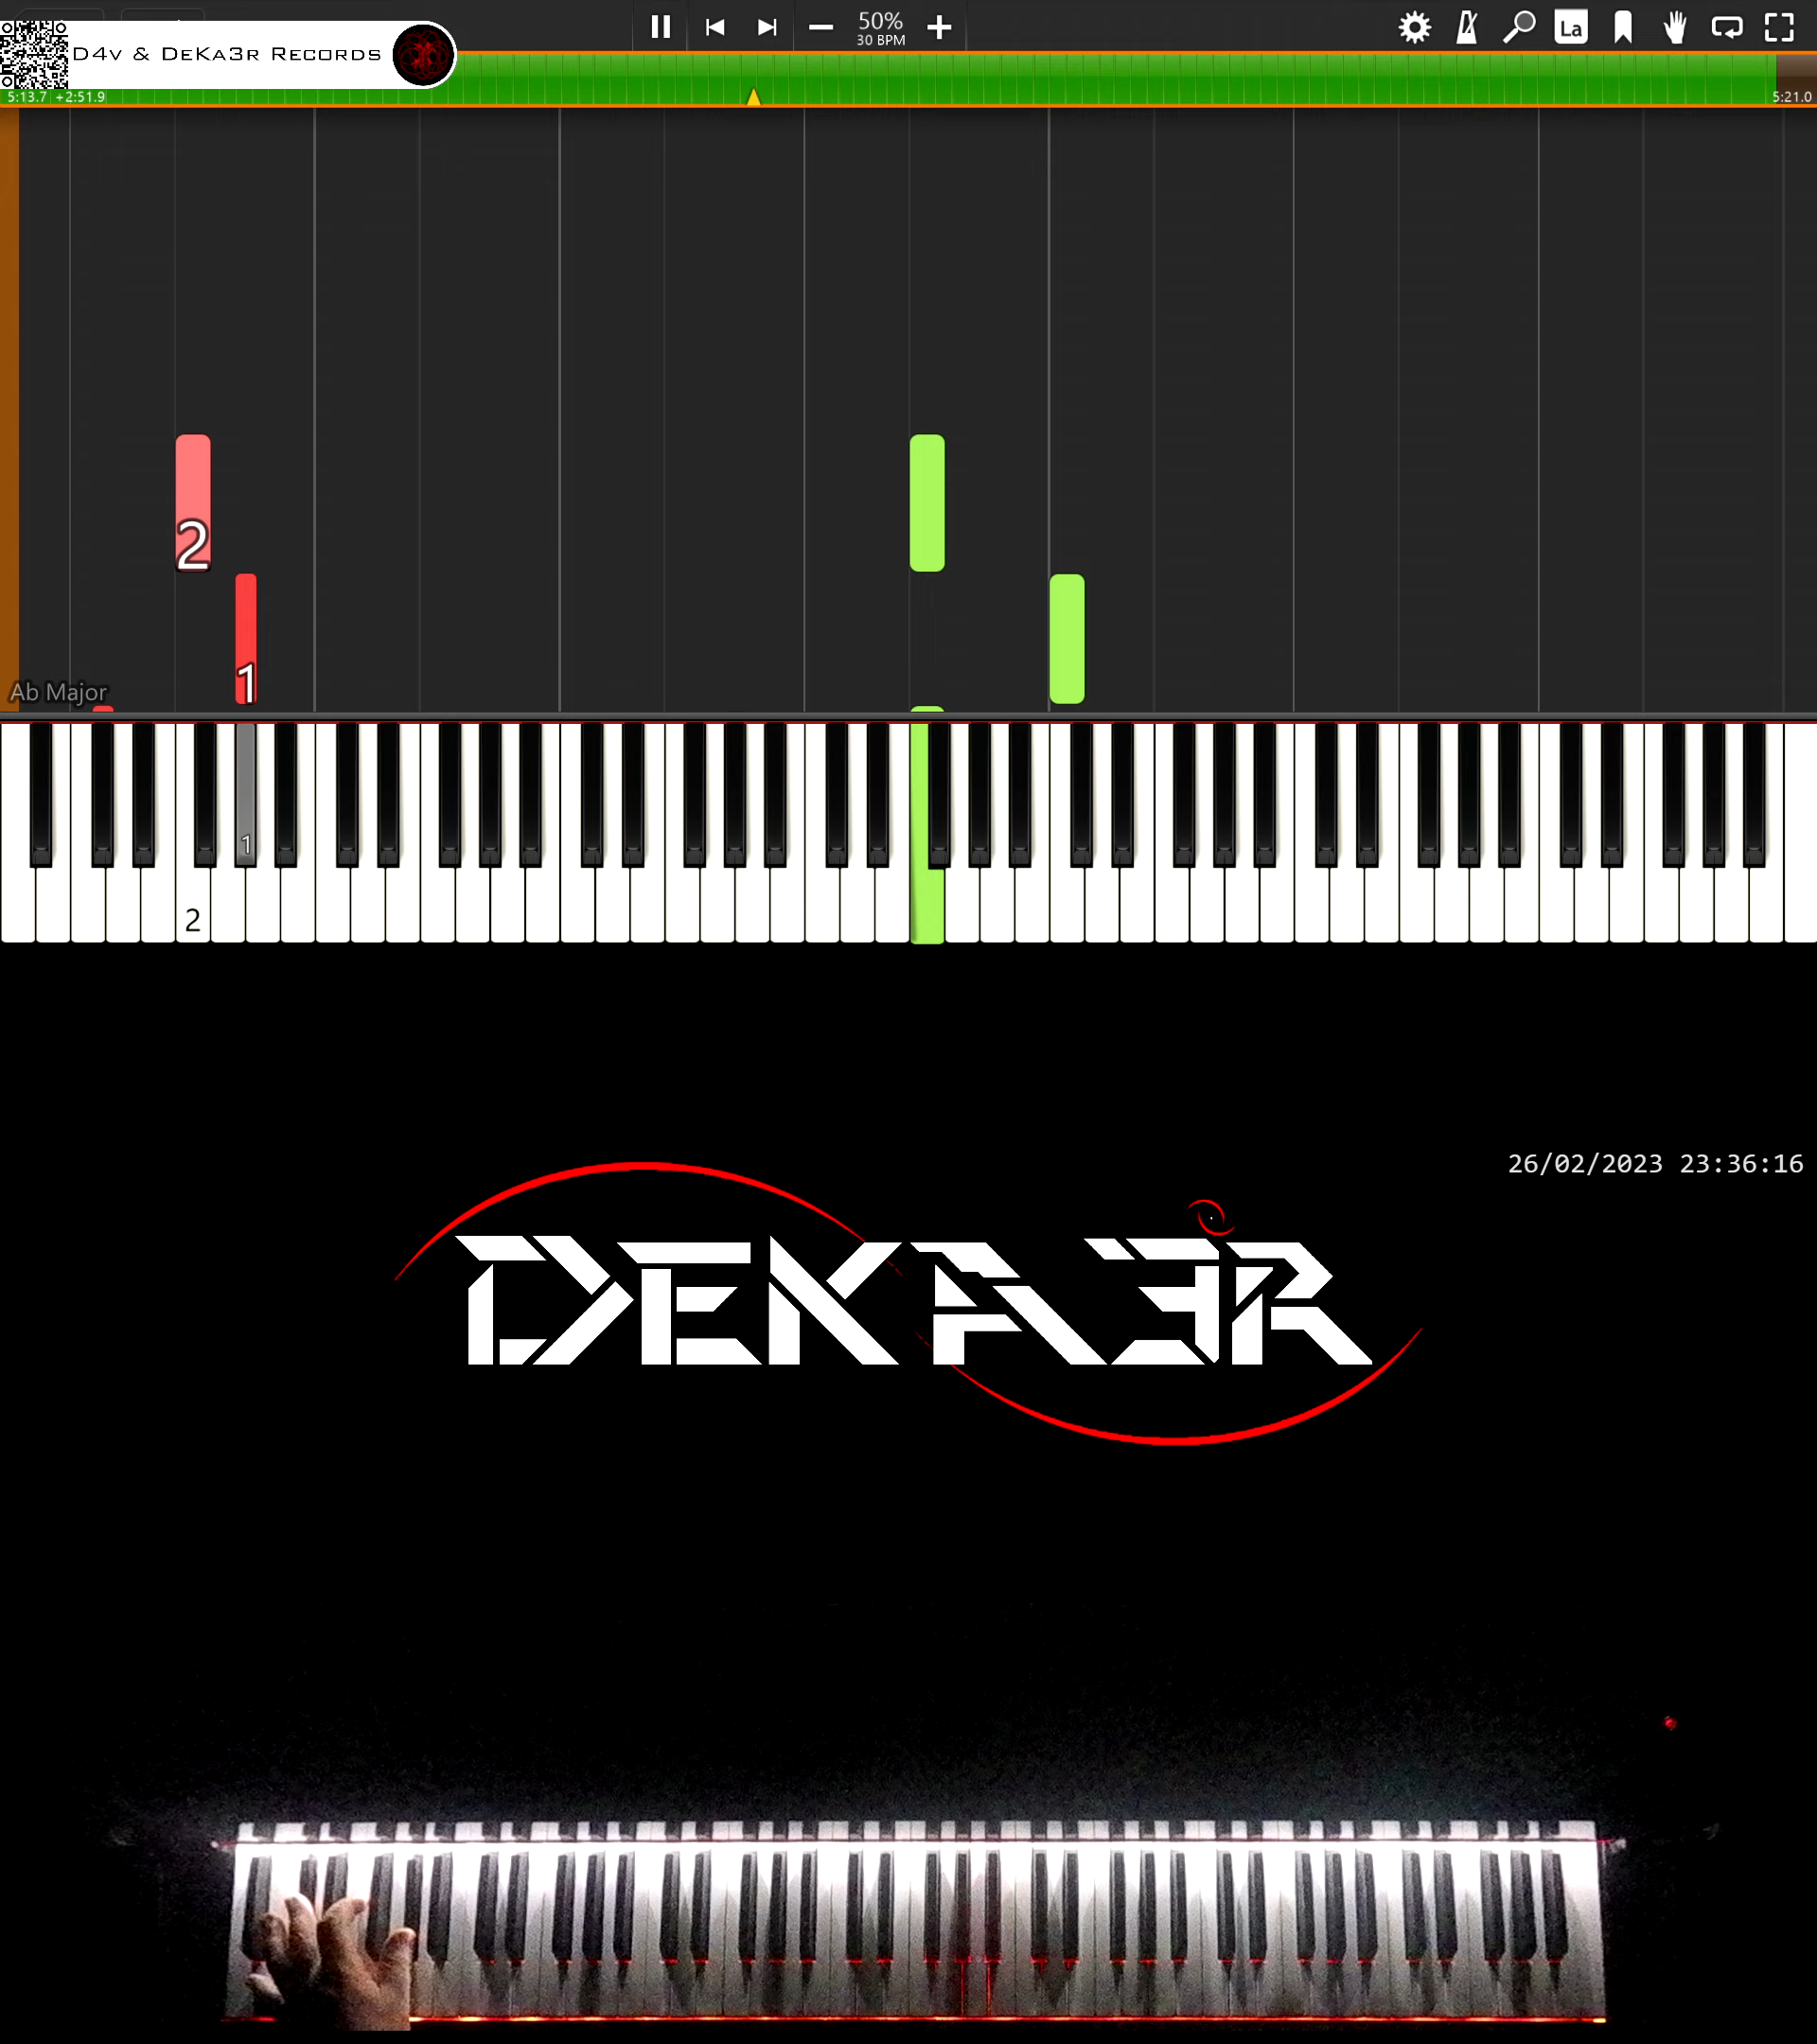 50%
30 BPM
La
D4v & DeKa3r Records
5:13.7 +2:51.9
5:21.0
2
1
Ab Major
1
2
26/02/2023 23:36:16
DEKA3R